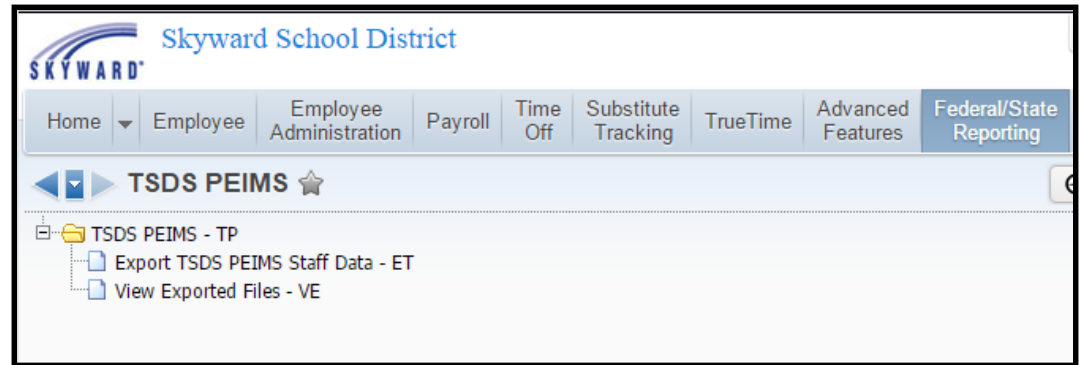 Skyward School District
SKYWARD
Home Employee Employee Administration Payroll Time Off Substitute Tracking TrueTime Advanced Features Federal/State Reporting
TSDS PEIMS
TSDS PEIMS - TP
Export TSDS PEIMS Staff Data - ET
View Exported Files - VE